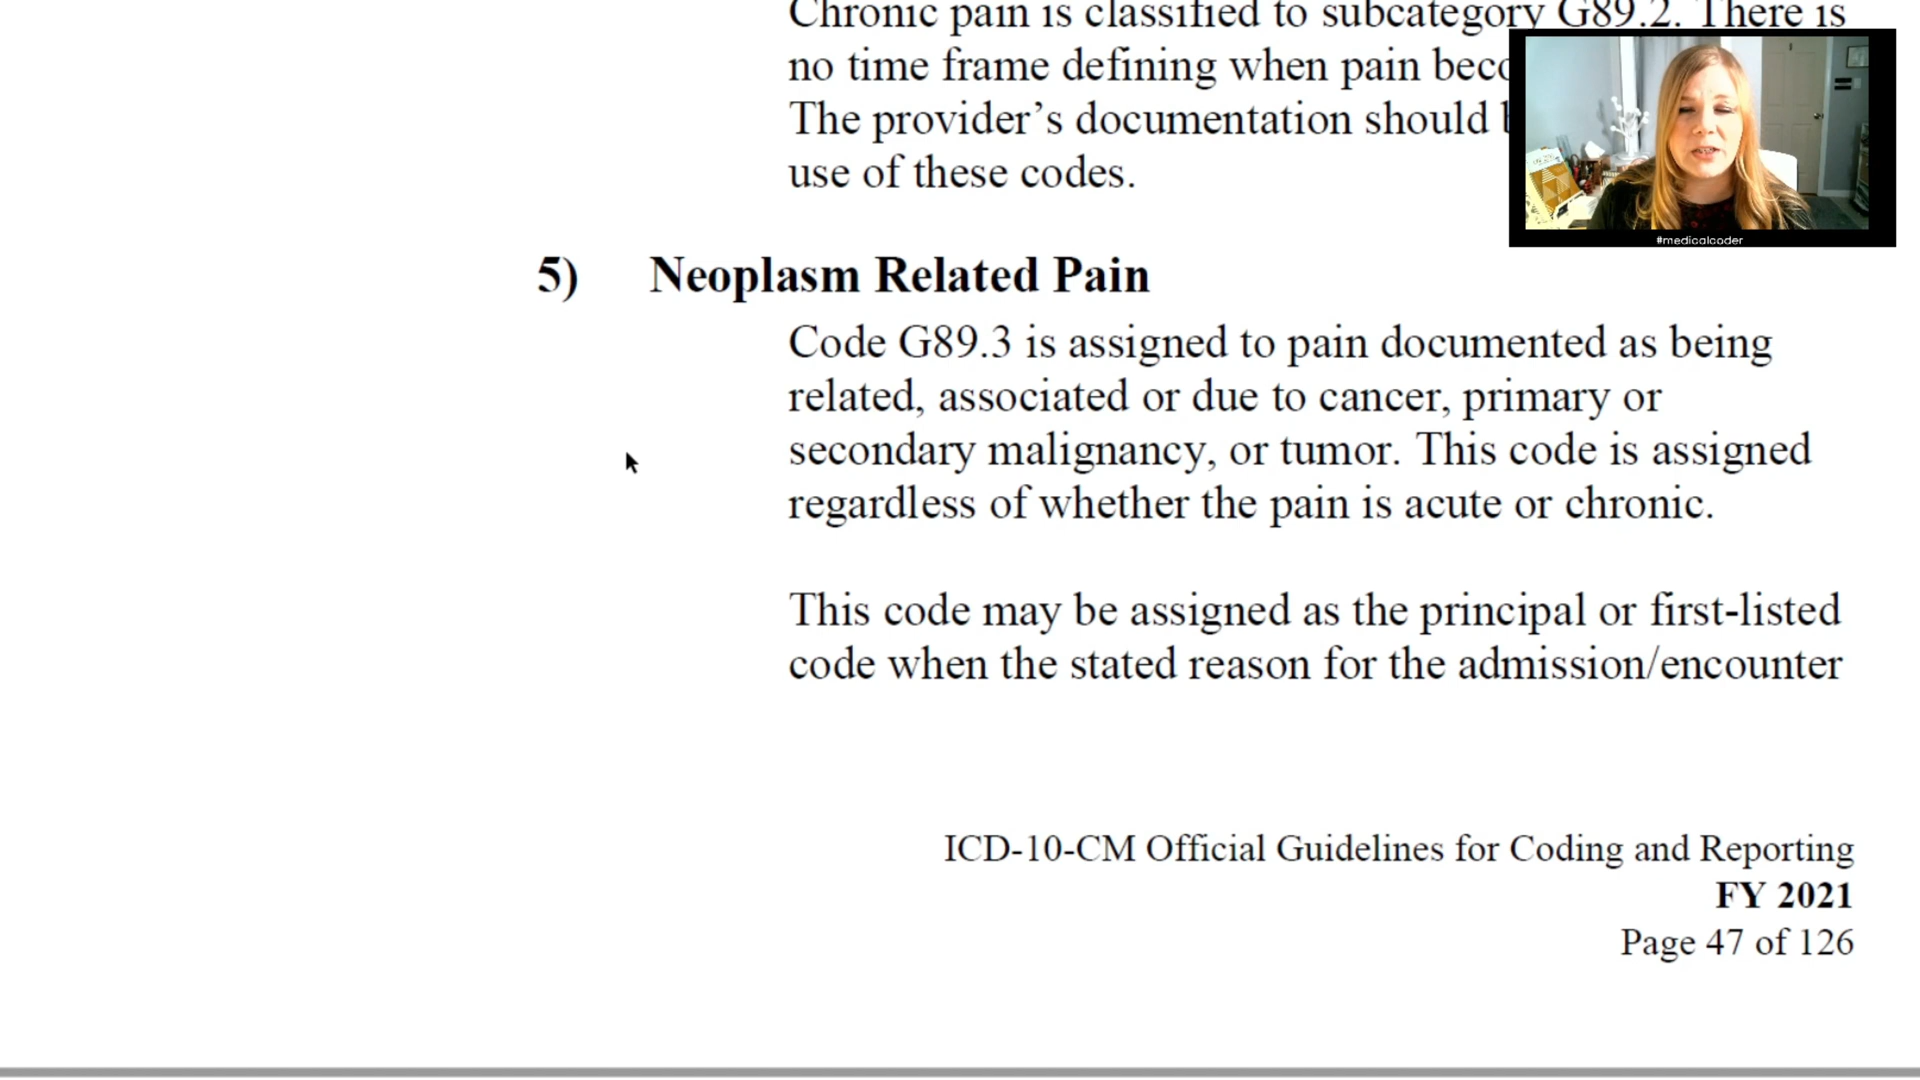 Chronic pain is classified to subcategory G89.2. There is
no time frame defining when pain
The provider’s documentation should
use of these codes.
#medicalcoder
5) Neoplasm Related Pain
Code G89.3 is assigned to pain documented as being
related, associated or due to cancer, primary or
secondary malignancy, or tumor. This code is assigned
regardless of whether the pain is acute or chronic.
This code may be assigned as the principal or first-listed
code when the stated reason for the admission/encounter
ICD-10-CM Official Guidelines for Coding and Reporting
FY 2021
Page 47 of 126